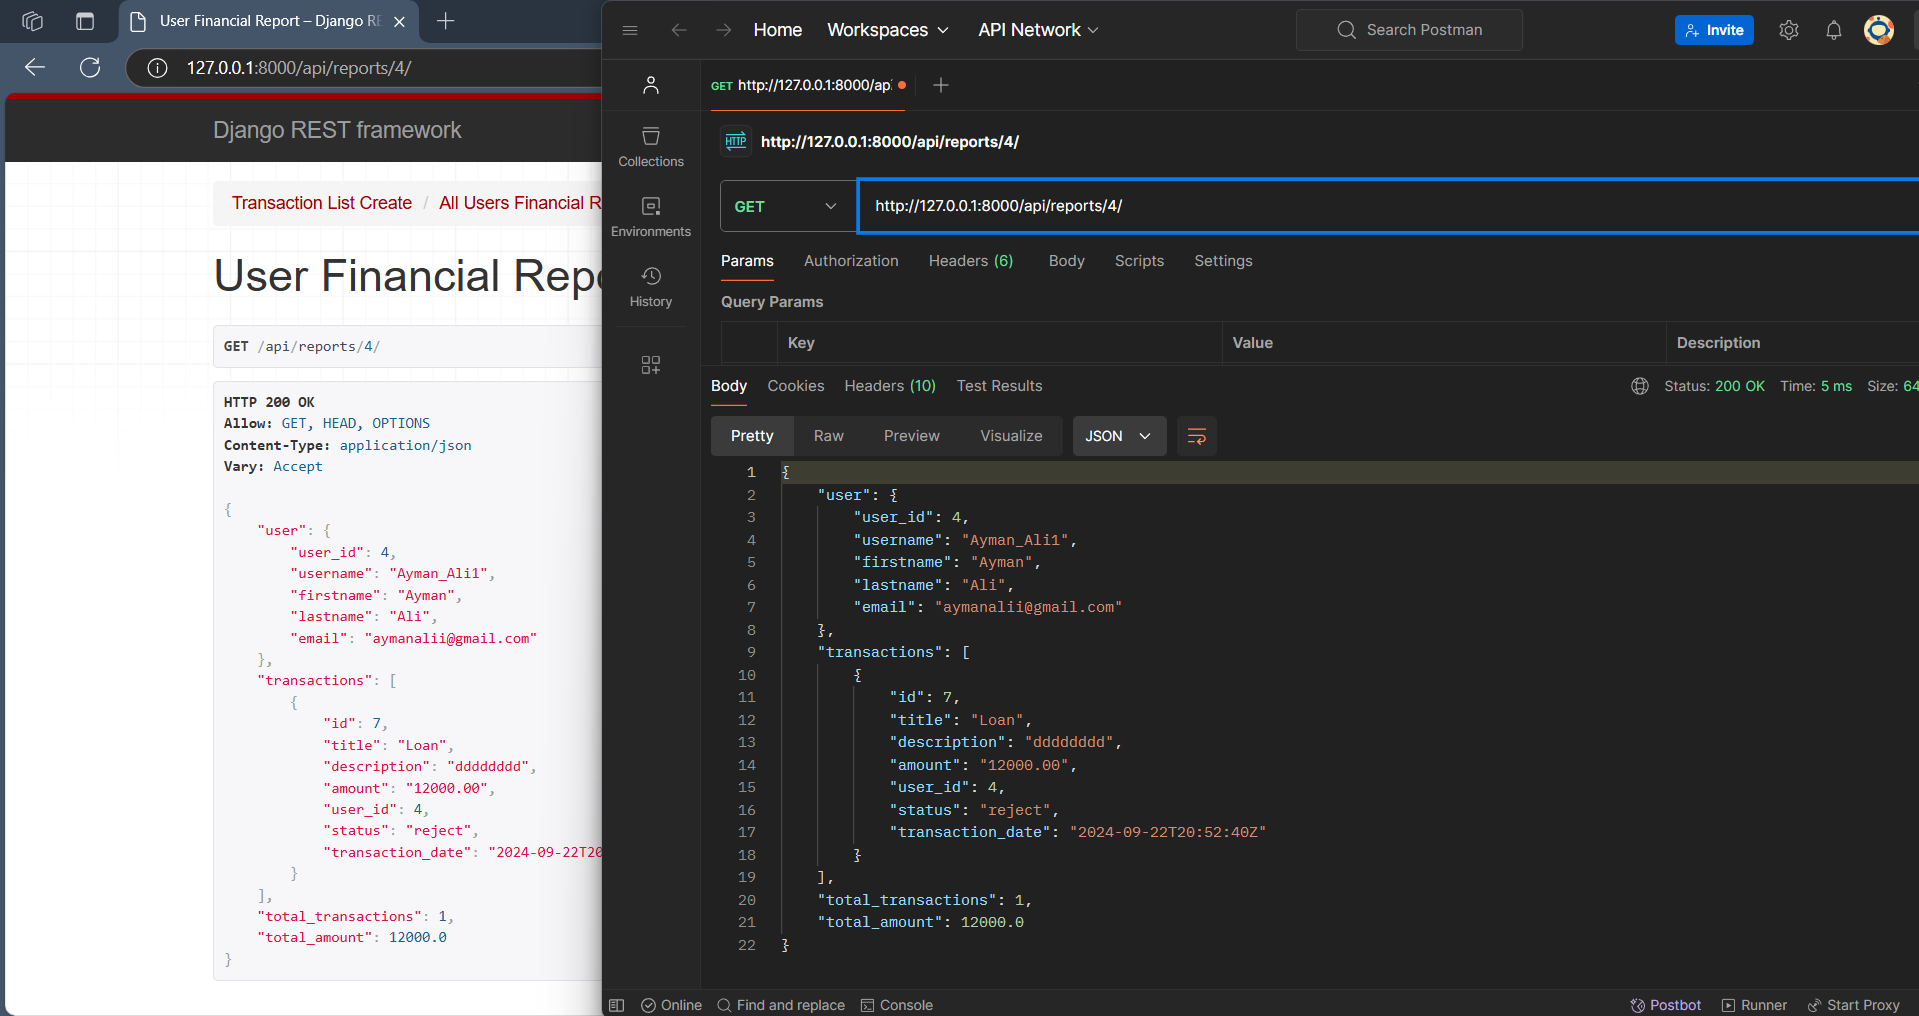 User Financial Report – Django RE
127.0.0.1:8000/api/reports/4/
Django REST framework
Transaction List Create / All Users Financial R
User Financial Repo
GET /api/reports/4/
HTTP 200 OK
Allow: GET, HEAD, OPTIONS
Content-Type: application/json
Vary: Accept
{
"user": {
"user_id": 4,
"username": "Ayman_Ali1",
"firstname": "Ayman",
"lastname": "Ali",
"email": "aymanalii@gmail.com"
},
"transactions": [
{
"id": 7,
"title": "Loan",
"description": "dddddddd",
"amount": "12000.00",
"user_id": 4,
"status": "reject",
"transaction_date": "2024-09-22T20
}
],
"total_transactions": 1,
"total_amount": 12000.0
}
Home Workspaces API Network Search Postman Invite
GET http://127.0.0.1:8000/ap
HTTP http://127.0.0.1:8000/api/reports/4/
Collections
Environments
History
GET http://127.0.0.1:8000/api/reports/4/
Params Authorization Headers (6) Body Scripts Settings
Query Params
Key Value Description
Body Cookies Headers (10) Test Results Status: 200 OK Time: 5 ms Size: 64
Pretty Raw Preview Visualize JSON
1 {
2 "user": {
3 "user_id": 4,
4 "username": "Ayman_Ali1",
5 "firstname": "Ayman",
6 "lastname": "Ali",
7 "email": "aymanalii@gmail.com"
8 },
9 "transactions": [
10 {
11 "id": 7,
12 "title": "Loan",
13 "description": "dddddddd",
14 "amount": "12000.00",
15 "user_id": 4,
16 "status": "reject",
17 "transaction_date": "2024-09-22T20:52:40Z"
18 }
19 ],
20 "total_transactions": 1,
21 "total_amount": 12000.0
22 }
Online Find and replace Console Postbot Runner Start Proxy